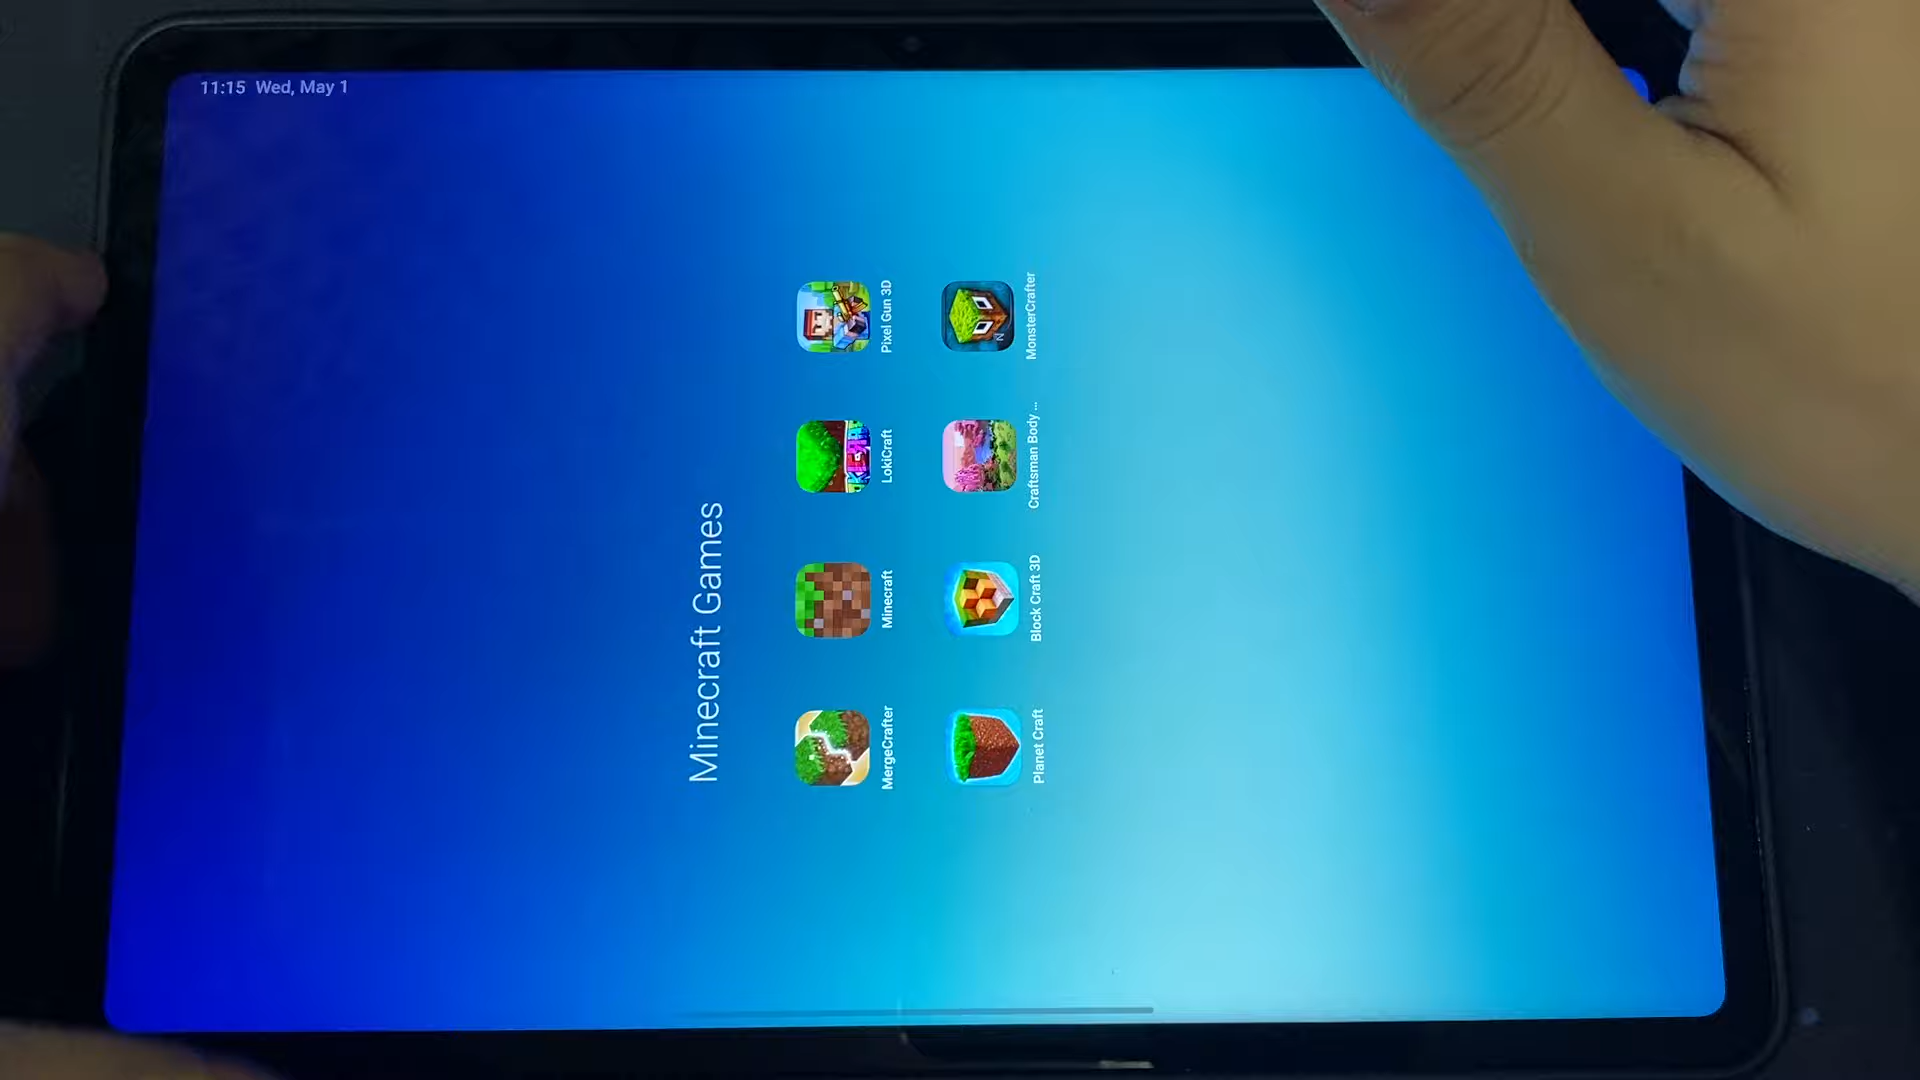 11:15 Wed, May 1
Minecraft Games
MergeCrafter
Minecraft
LokiCraft
Pixel Gun 3D
Planet Craft
Block Craft 3D
Craftsman Body ...
MonsterCrafter